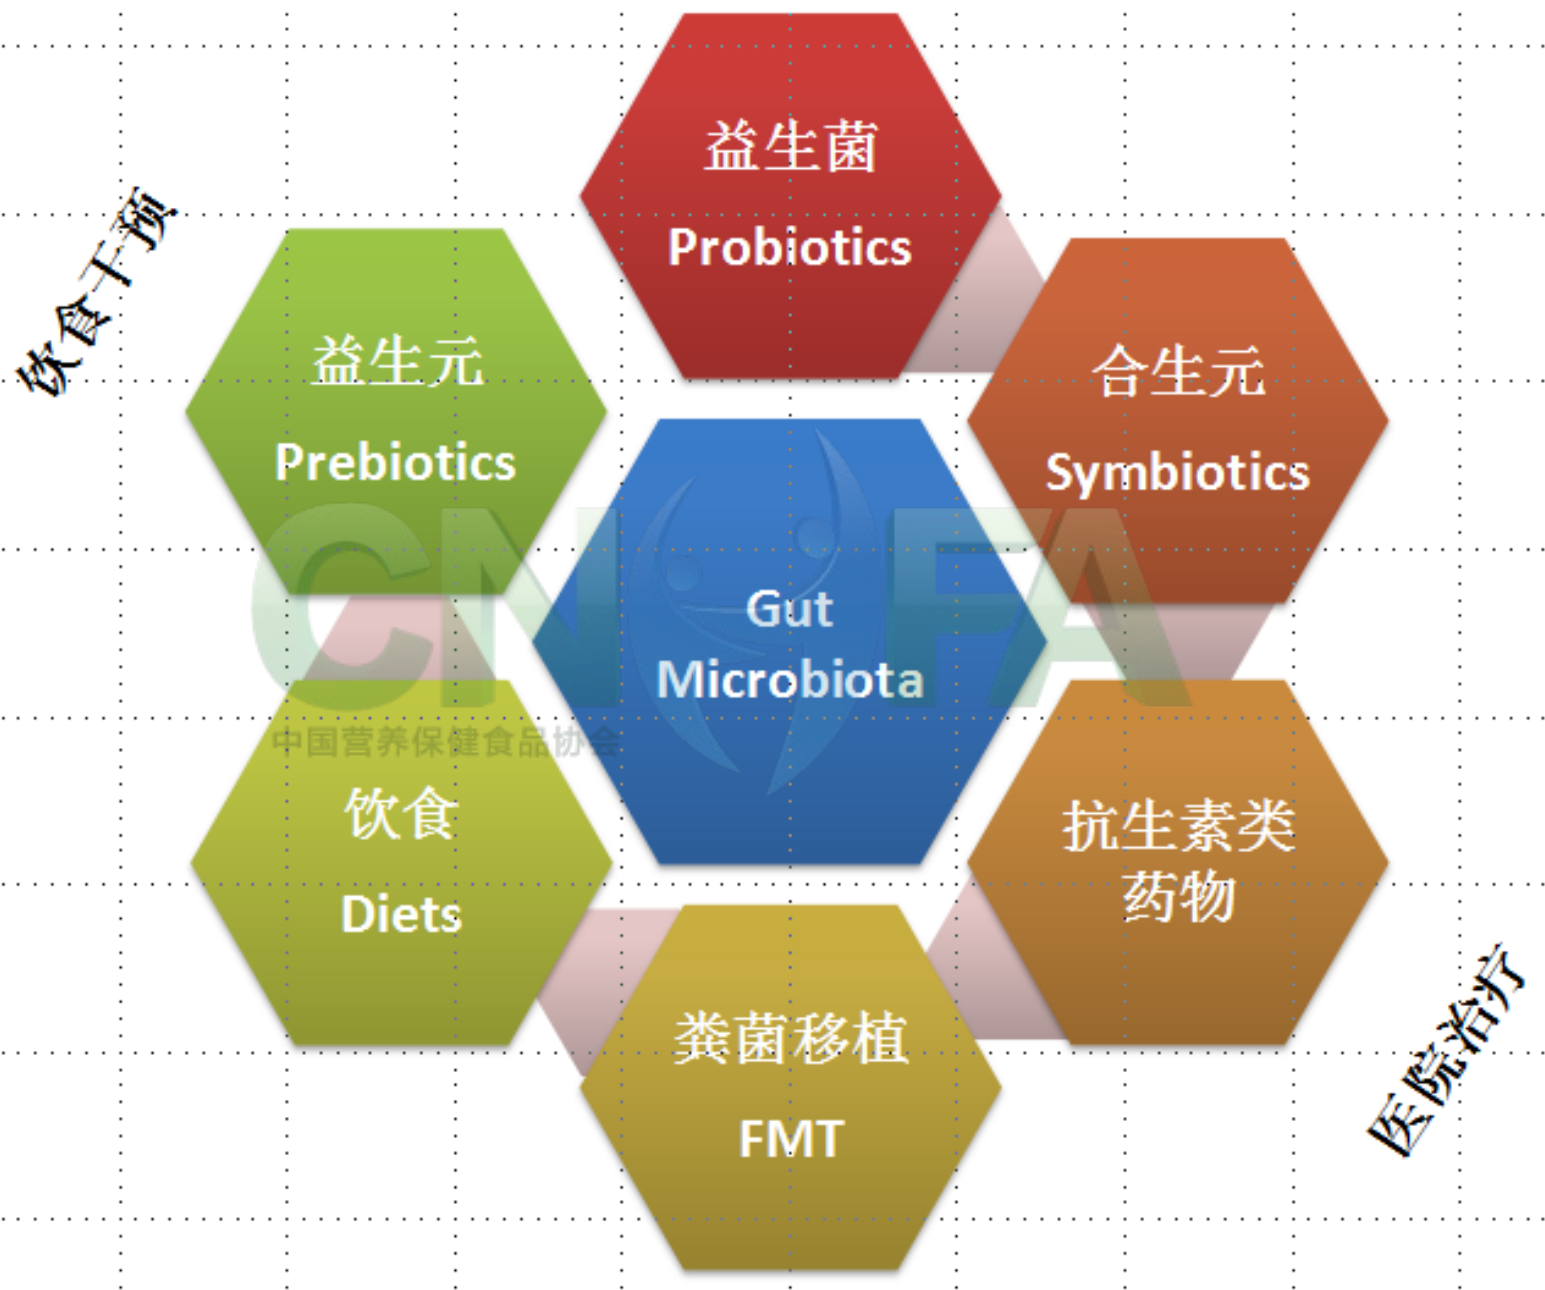 益生菌
Probiotics
饮食干预
益生元
Prebiotics
合生元
Symbiotics
Gut
Microbiota
CN FA
中国营养保健食品协会
饮食
Diets
抗生素类
药物
粪菌移植
FMT
医院治疗